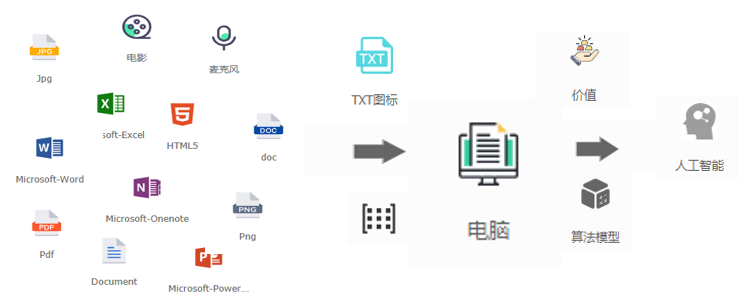 JPG
Jpg
电影
麦克风
X
soft-Excel
HTML5
DOC
doc
W
Microsoft-Word
N
Microsoft-Onenote
PNG
Png
PDF
Pdf
Document
P
Microsoft-Power...
TXT
TXT图标
电脑
价值
算法模型
人工智能